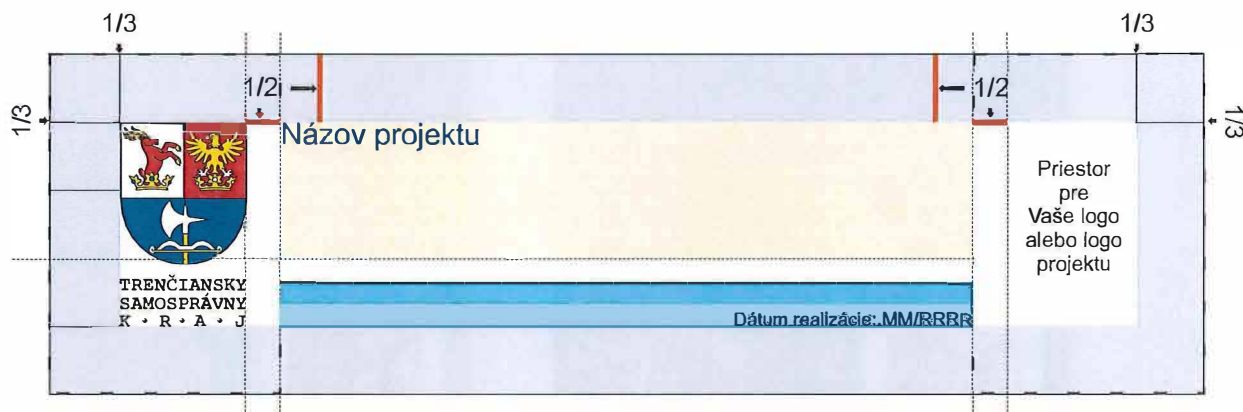 1/3
1/3
1/2
1/2
1/3
1/3
Názov projektu
Priestor
pre
Vaše logo
alebo logo
projektu
TRENČIANSKY
SAMOSPRÁVNY
K · R · A · J
Dátum realizácie: MM/RRRR